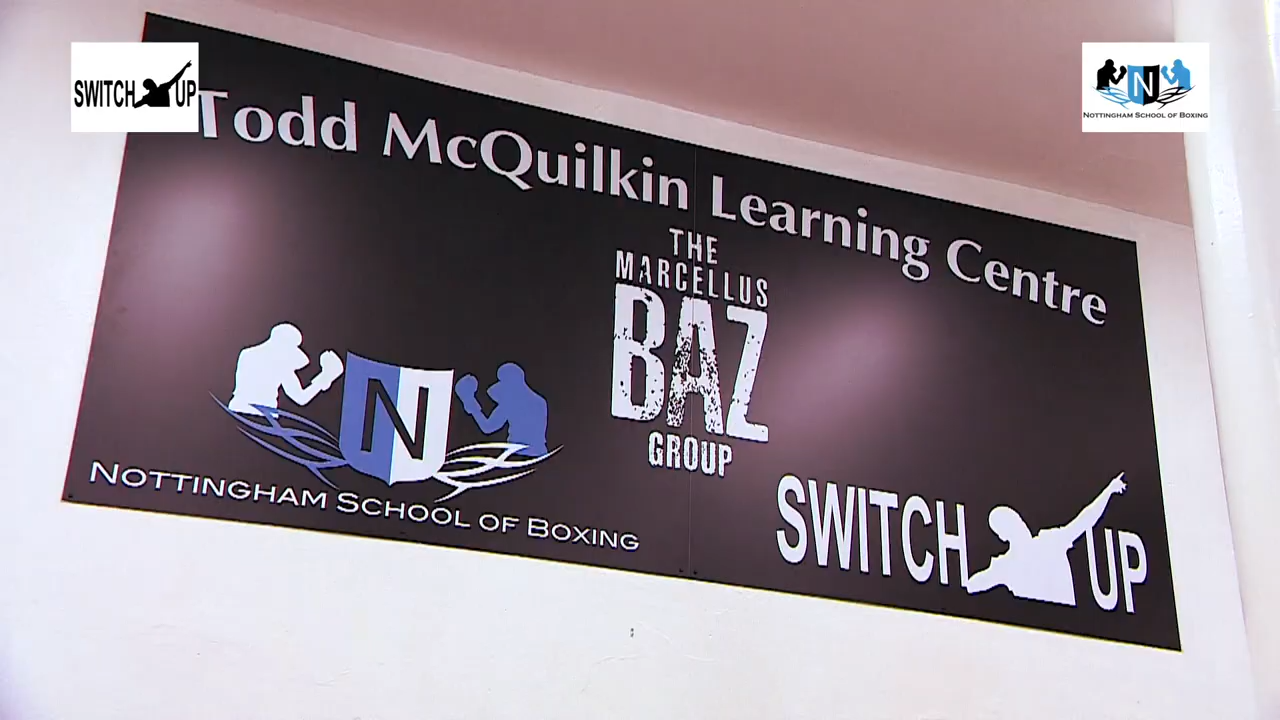 SWITCH UP
N
NOTTINGHAM SCHOOL OF BOXING
Todd McQuilkin Learning Centre
THE
MARCELLUS
BAZ
GROUP
N
NOTTINGHAM SCHOOL OF BOXING
SWITCH UP